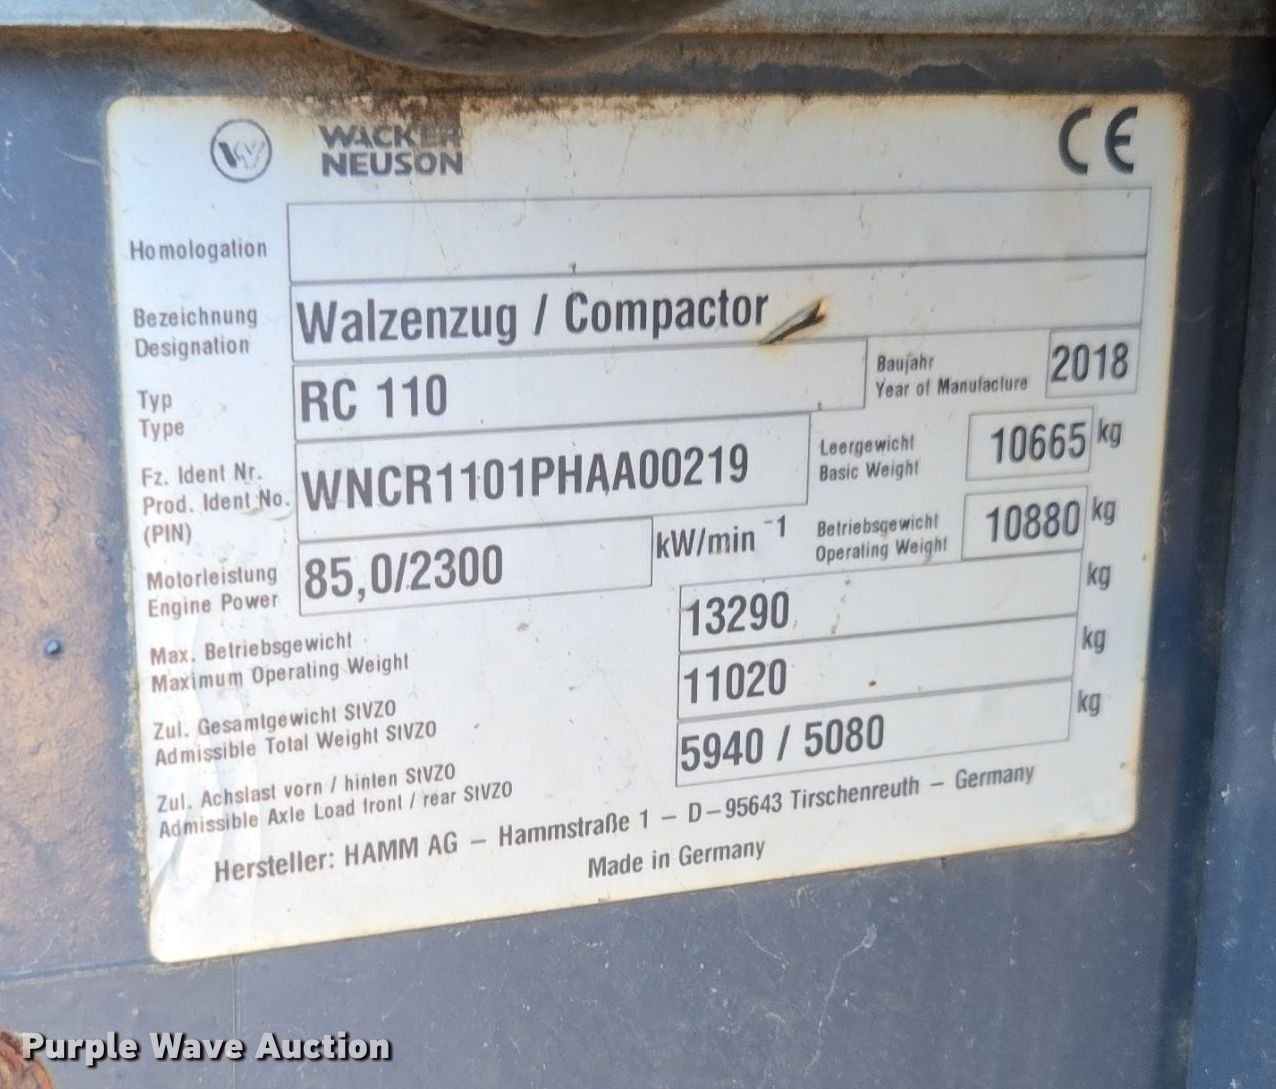 WACKER
NEUSON
CE
Homologation
Bezeichnung
Designation
Walzenzug / Compactor
Typ
Type
RC 110
Baujahr
Year of Manufacture
2018
Fz. Ident Nr.
Prod. Ident No.
(PIN)
WNCR1101PHAA00219
Leergewicht
Basic Weight
10665 kg
Motorleistung
Engine Power
85,0/2300 kW/min⁻¹
Betriebsgewicht
Operating Weight
10880 kg
Max. Betriebsgewicht
Maximum Operating Weight
13290 kg
Zul. Gesamtgewicht StVZO
Admissible Total Weight StVZO
11020 kg
Zul. Achslast vorn / hinten StVZO
Admissible Axle Load front / rear StVZO
5940 / 5080 kg
Hersteller: HAMM AG – Hammstraße 1 – D–95643 Tirschenreuth – Germany
Made in Germany
Purple Wave Auction